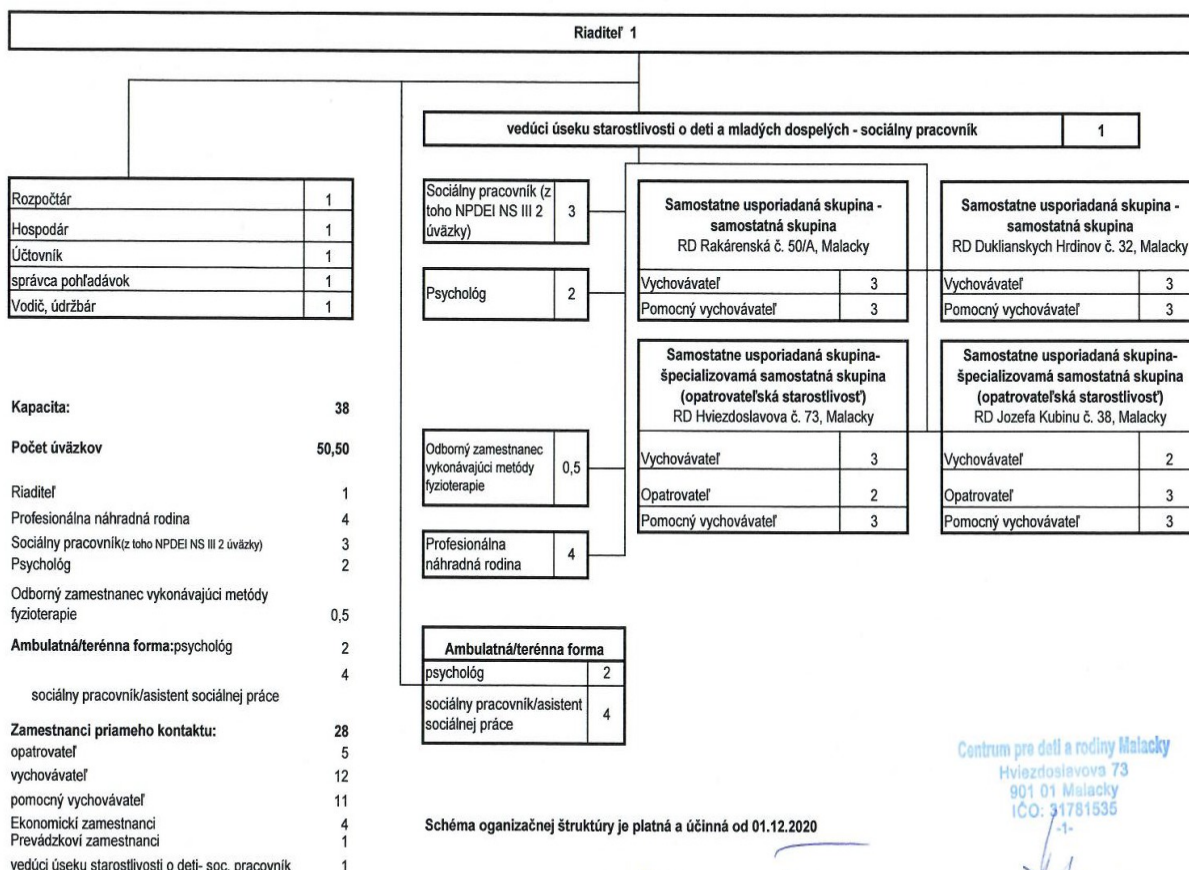 Riaditeľ 1
vedúci úseku starostlivosti o deti a mladých dospelých - sociálny pracovník 1
Rozpočtár 1
Hospodár 1
Účtovník 1
správca pohľadávok 1
Vodič, údržbár 1
Sociálny pracovník (z
toho NPDEI NS III 2
úväzky) 3
Psychológ 2
Odborný zamestnanec
vykonávajúci metódy
fyzioterapie 0,5
Profesionálna
náhradná rodina 4
Samostatne usporiadaná skupina -
samostatná skupina
RD Rakárenská č. 50/A, Malacky
Vychovávateľ 3
Pomocný vychovávateľ 3
Samostatne usporiadaná skupina -
samostatná skupina
RD Duklianskych Hrdinov č. 32, Malacky
Vychovávateľ 3
Pomocný vychovávateľ 3
Samostatne usporiadaná skupina-
špecializovamá samostatná skupina
(opatrovateľská starostlivosť)
RD Hviezdoslavova č. 73, Malacky
Vychovávateľ 3
Opatrovateľ 2
Pomocný vychovávateľ 3
Samostatne usporiadaná skupina-
špecializovamá samostatná skupina
(opatrovateľská starostlivosť)
RD Jozefa Kubinu č. 38, Malacky
Vychovávateľ 2
Opatrovateľ 3
Pomocný vychovávateľ 3
Ambulatná/terénna forma
psychológ 2
sociálny pracovník/asistent
sociálnej práce 4
Kapacita: 38
Počet úväzkov 50,50
Riaditeľ 1
Profesionálna náhradná rodina 4
Sociálny pracovník(z toho NPDEI NS III 2 úväzky) 3
Psychológ 2
Odborný zamestnanec vykonávajúci metódy
fyzioterapie 0,5
Ambulatná/terénna forma:psychológ 2
4
sociálny pracovník/asistent sociálnej práce
Zamestnanci priameho kontaktu: 28
opatrovateľ 5
vychovávateľ 12
pomocný vychovávateľ 11
Ekonomickí zamestnanci 4
Prevádzkoví zamestnanci 1
vedúci úseku starostlivosti o deti- soc. pracovník 1
Schéma oganizačnej štruktúry je platná a účinná od 01.12.2020
Centrum pre deti a rodiny Malacky
Hviezdoslavova 73
901 01 Malacky
IČO: 31781535
-1-